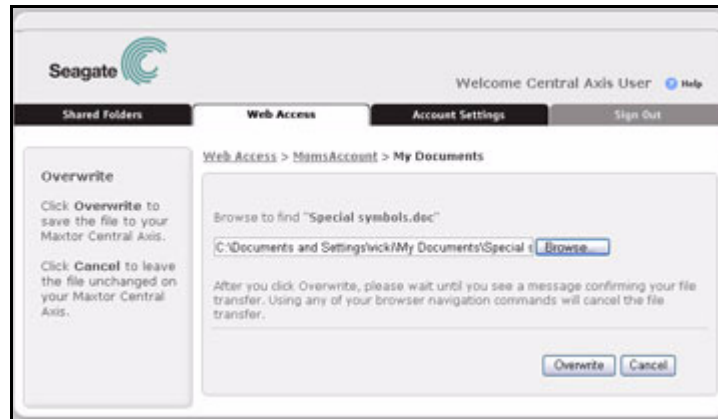 Seagate
Welcome Central Axis User ? Help
Shared Folders Web Access Account Settings Sign Out
Web Access > MomsAccount > My Documents
Overwrite
Click Overwrite to
save the file to your
Maxtor Central Axis.
Click Cancel to leave
the file unchanged on
your Maxtor Central
Axis.
Browse to find "Special symbols.doc"
C:\Documents and Settings\vicki\My Documents\Special s Browse...
After you click Overwrite, please wait until you see a message confirming your file
transfer. Using any of your browser navigation commands will cancel the file
transfer.
Overwrite Cancel